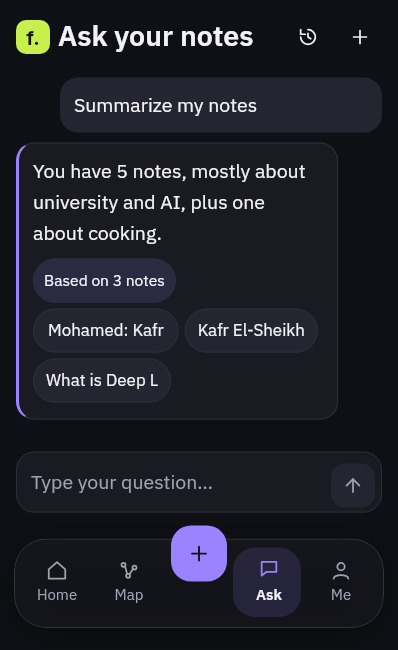 f. Ask your notes
Summarize my notes
You have 5 notes, mostly about
university and AI, plus one
about cooking.
Based on 3 notes
Mohamed: Kafr
Kafr El-Sheikh
What is Deep L
Type your question...
Home
Map
Ask
Me